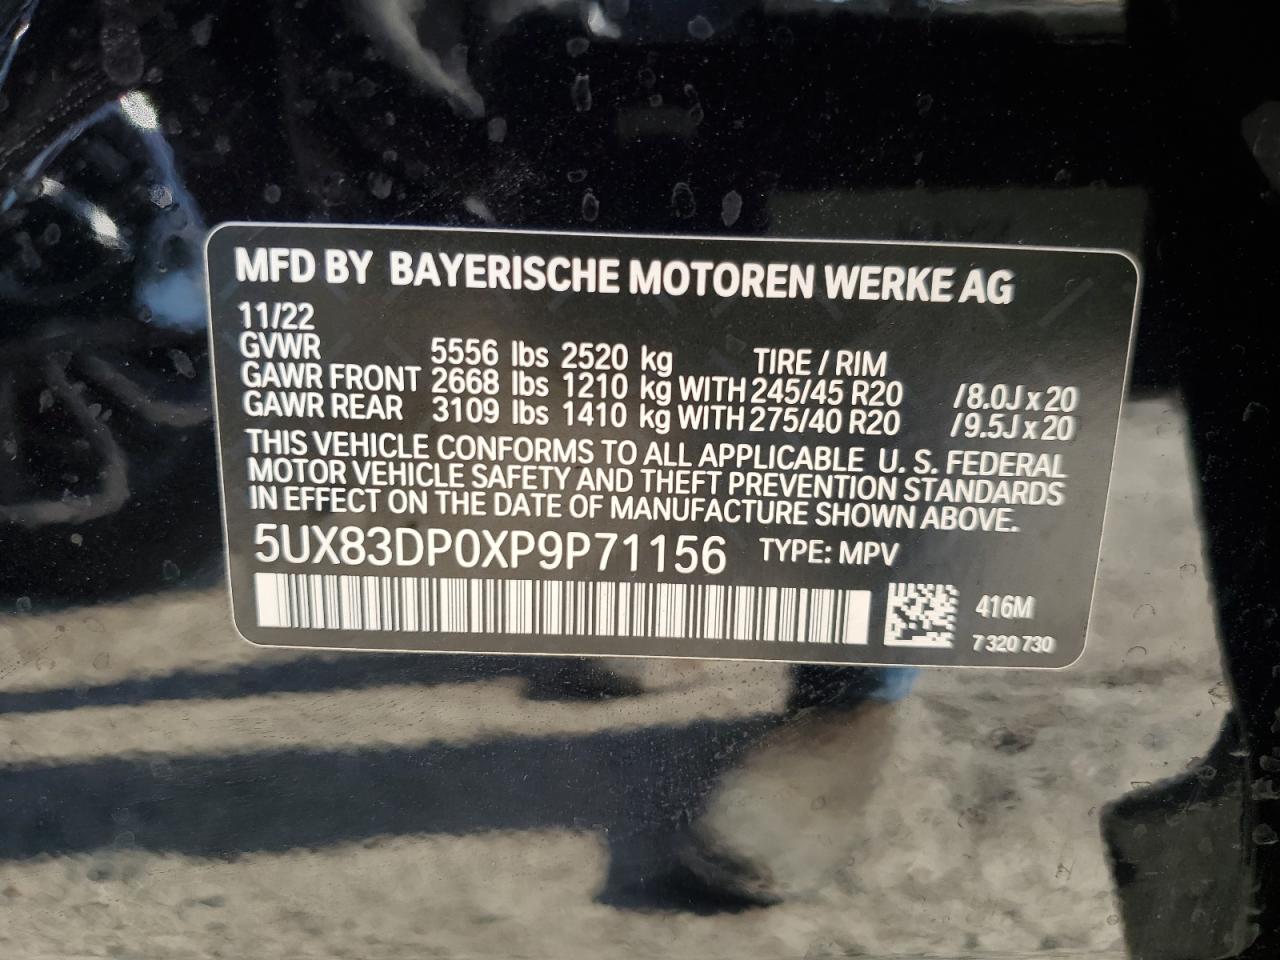 MFD BY BAYERISCHE MOTOREN WERKE AG
11/22
GVWR 5556 lbs 2520 kg TIRE / RIM
GAWR FRONT 2668 lbs 1210 kg WITH 245/45 R20 /8.0J x 20
GAWR REAR 3109 lbs 1410 kg WITH 275/40 R20 /9.5J x 20
THIS VEHICLE CONFORMS TO ALL APPLICABLE U. S. FEDERAL
MOTOR VEHICLE SAFETY AND THEFT PREVENTION STANDARDS
IN EFFECT ON THE DATE OF MANUFACTURE SHOWN ABOVE.
5UX83DP0XP9P71156 TYPE: MPV
416M
7 320 730